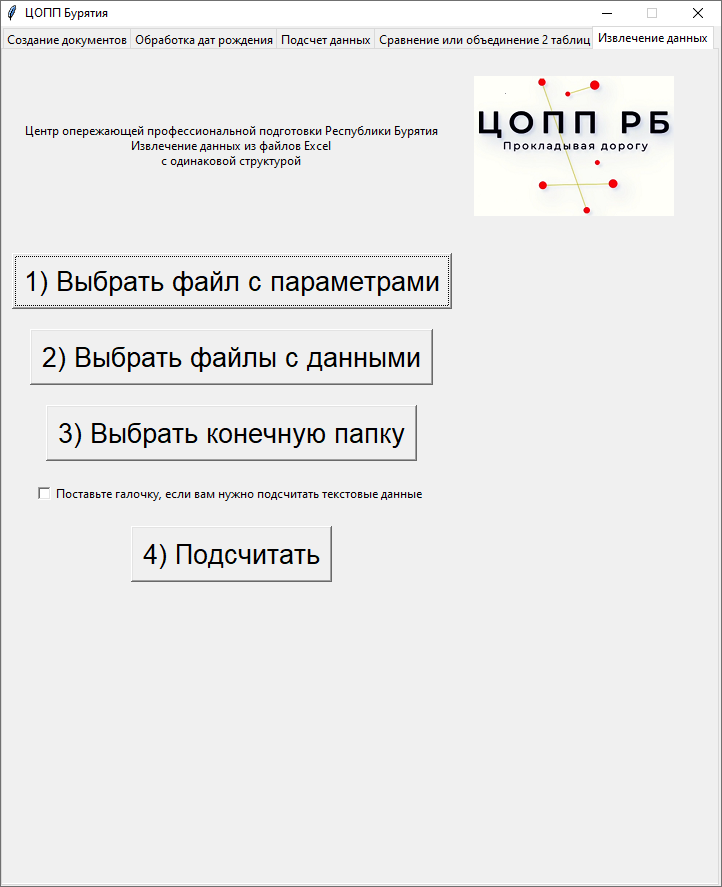 ЦОПП Бурятия
Создание документов
Обработка дат рождения
Подсчет данных
Сравнение или объединение 2 таблиц
Извлечение данных
Центр опережающей профессиональной подготовки Республики Бурятия
Извлечение данных из файлов Excel
с одинаковой структурой
ЦОПП РБ
Прокладывая дорогу
1) Выбрать файл с параметрами
2) Выбрать файлы с данными
3) Выбрать конечную папку
Поставьте галочку, если вам нужно подсчитать текстовые данные
4) Подсчитать